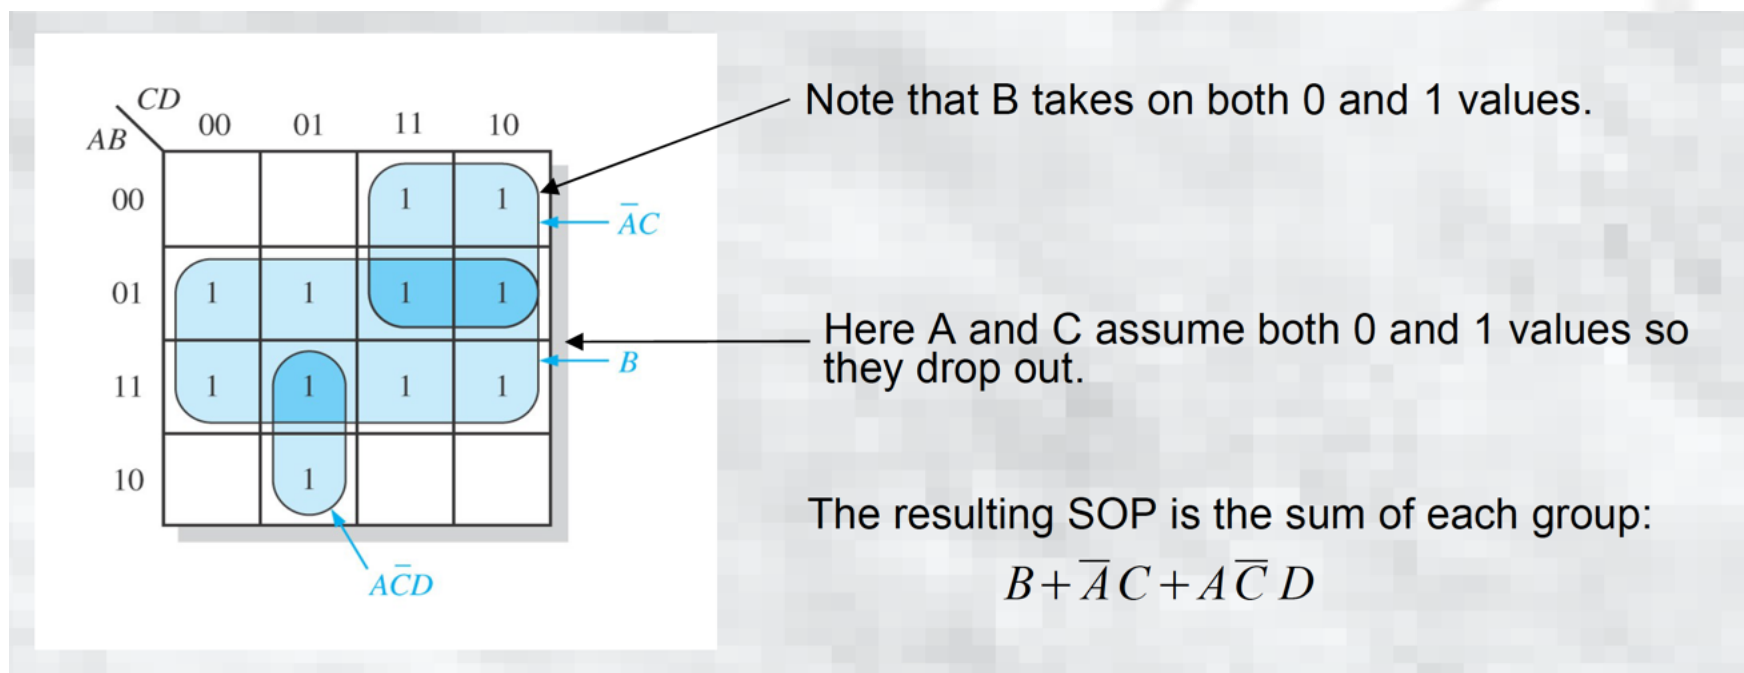 CD
AB
00 01 11 10
00 1 1
A̅C
01 1 1 1 1
B
11 1 1 1 1
10 1
AC̅D
Note that B takes on both 0 and 1 values.
Here A and C assume both 0 and 1 values so
they drop out.
The resulting SOP is the sum of each group:
B+A̅C+AC̅D